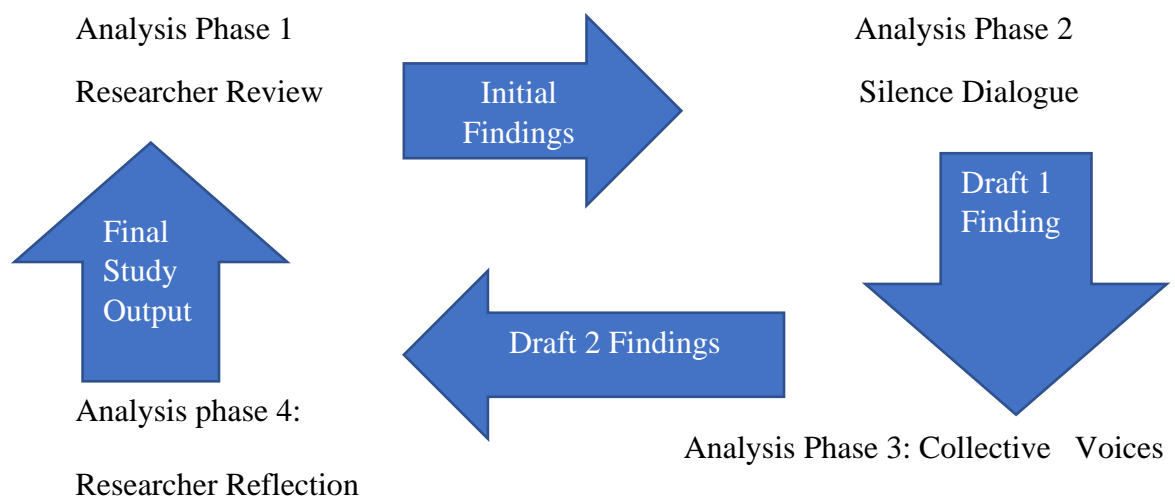 Analysis Phase 1
Researcher Review
Initial
Findings
Analysis Phase 2
Silence Dialogue
Draft 1
Finding
Analysis Phase 3: Collective Voices
Draft 2 Findings
Analysis phase 4:
Researcher Reflection
Final
Study
Output